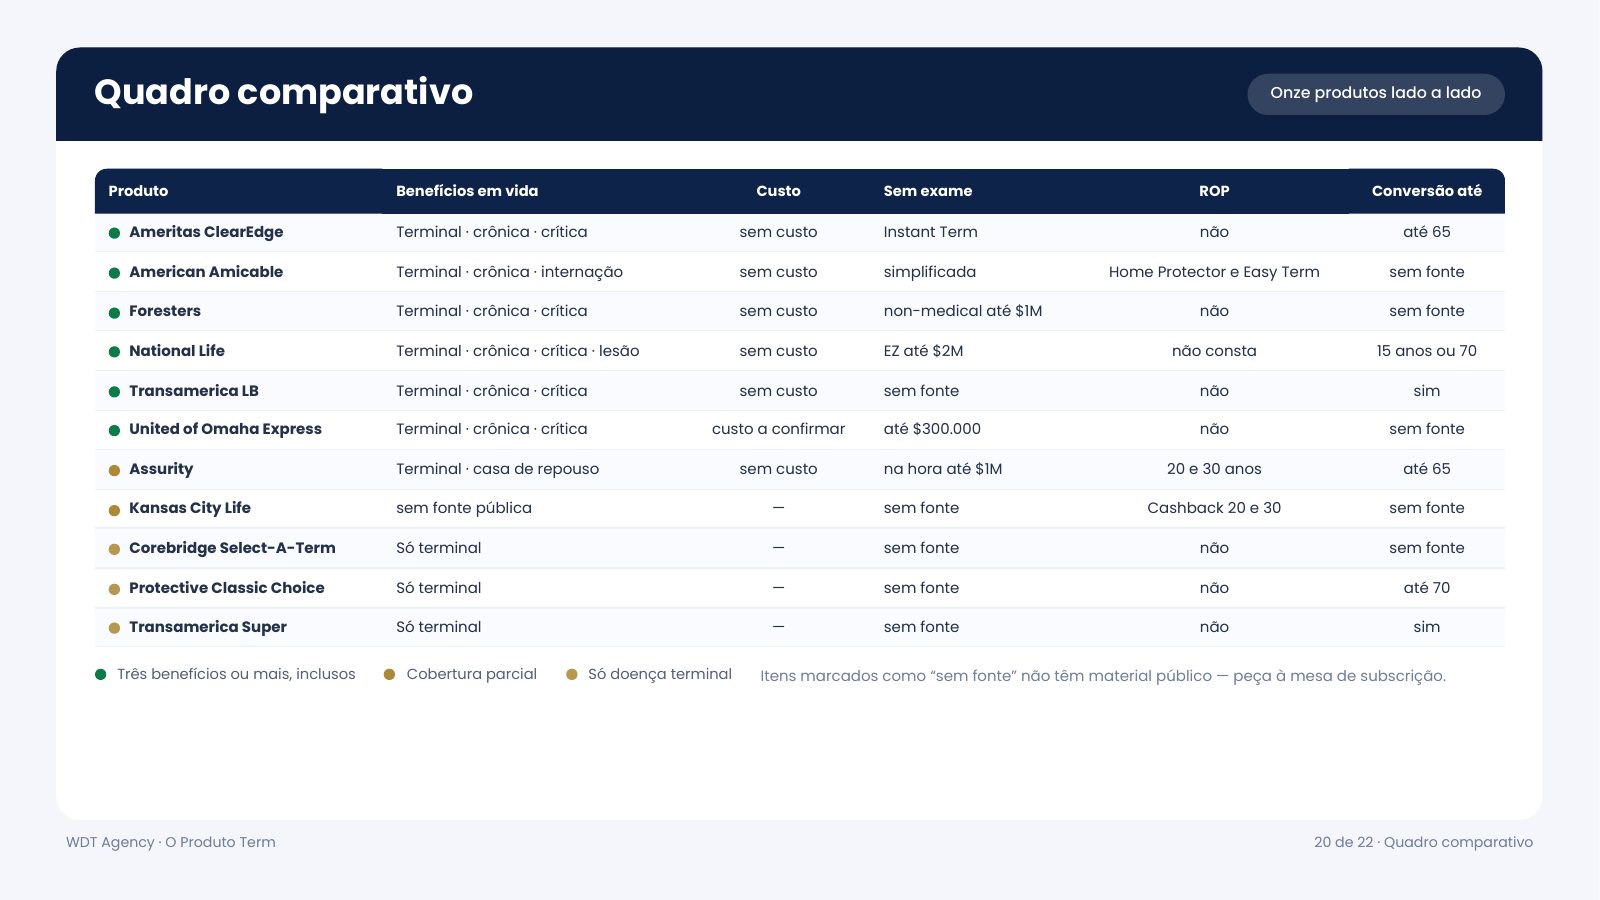 Quadro comparativo
Onze produtos lado a lado
Produto Benefícios em vida Custo Sem exame ROP Conversão até
Ameritas ClearEdge Terminal · crônica · crítica sem custo Instant Term não até 65
American Amicable Terminal · crônica · internação sem custo simplificada Home Protector e Easy Term sem fonte
Foresters Terminal · crônica · crítica sem custo non-medical até $1M não sem fonte
National Life Terminal · crônica · crítica · lesão sem custo EZ até $2M não consta 15 anos ou 70
Transamerica LB Terminal · crônica · crítica sem custo sem fonte não sim
United of Omaha Express Terminal · crônica · crítica custo a confirmar até $300.000 não sem fonte
Assurity Terminal · casa de repouso sem custo na hora até $1M 20 e 30 anos até 65
Kansas City Life sem fonte pública — sem fonte Cashback 20 e 30 sem fonte
Corebridge Select-A-Term Só terminal — sem fonte não sem fonte
Protective Classic Choice Só terminal — sem fonte não até 70
Transamerica Super Só terminal — sem fonte não sim
Três benefícios ou mais, inclusos Cobertura parcial Só doença terminal Itens marcados como “sem fonte” não têm material público — peça à mesa de subscrição.
WDT Agency · O Produto Term
20 de 22 · Quadro comparativo